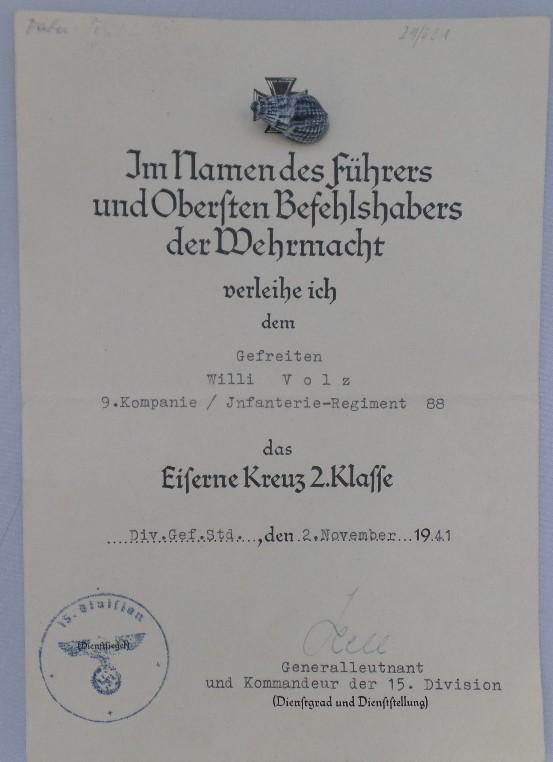 Im Namen des Führers
und Oberſten Befehlshabers
der Wehrmacht
verleihe ich
dem
Gefreiten
Willi V o l z
9.Kompanie / Jnfanterie-Regiment 88
das
Eiſerne Kreuz 2.Klaſſe
Div.Gef.Std. , den 2.November 1941
15. Diviſion
(Dienſtſiegel)
Generalleutnant
und Kommandeur der 15. Division
(Dienſtgrad und Dienſtſtellung)